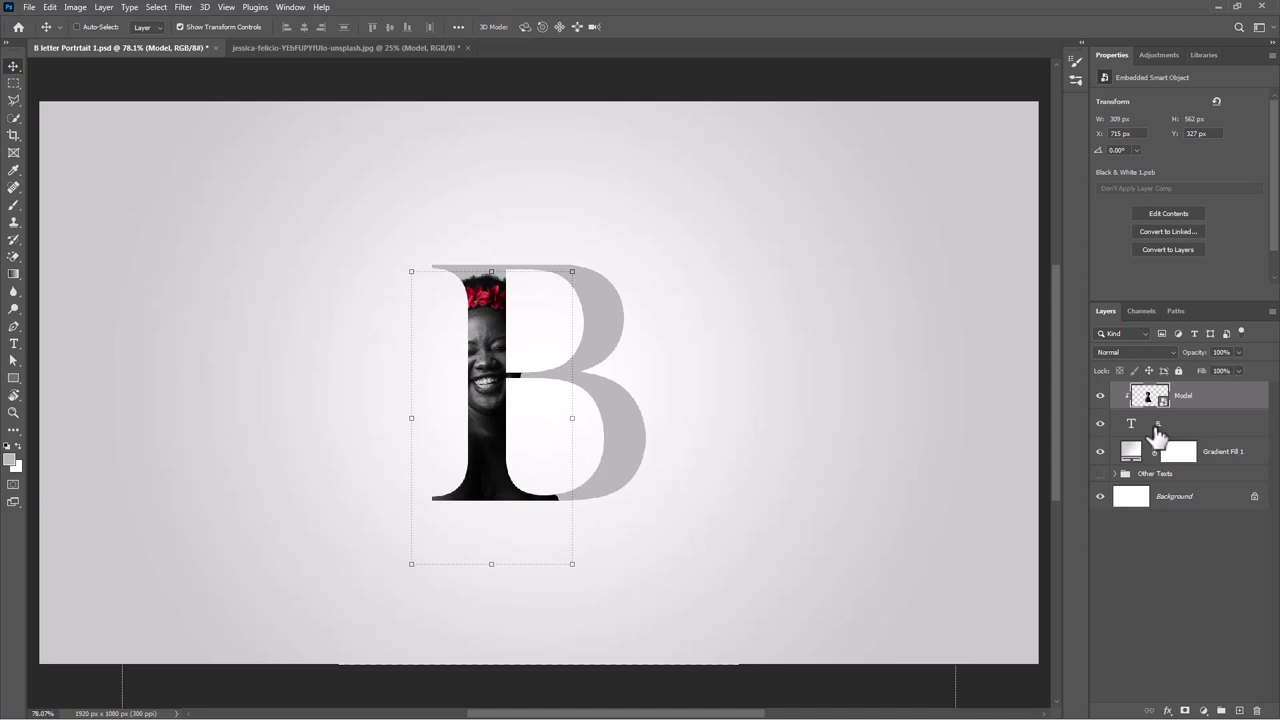 Ps File Edit Image Layer Type Select Filter 3D View Plugins Window Help
Auto-Select: Layer Show Transform Controls 3D Mode:
B letter Portrtait 1.psd @ 78.1% (Model, RGB/8#) * × jessica-felicio-YEbFUPYfUIo-unsplash.jpg @ 25% (Model, RGB/8) * ×
Properties Adjustments Libraries
Embedded Smart Object
Transform
W: 309 px H: 562 px
X: 715 px Y: 327 px
0.00°
Black & White 1.psb
Don't Apply Layer Comp
Edit Contents
Convert to Linked...
Convert to Layers
B
Layers Channels Paths
Kind
Normal Opacity: 100%
Lock: Fill: 100%
Model
T B
Gradient Fill 1
Other Texts
Background
78.07% 1920 px x 1080 px (300 ppi)